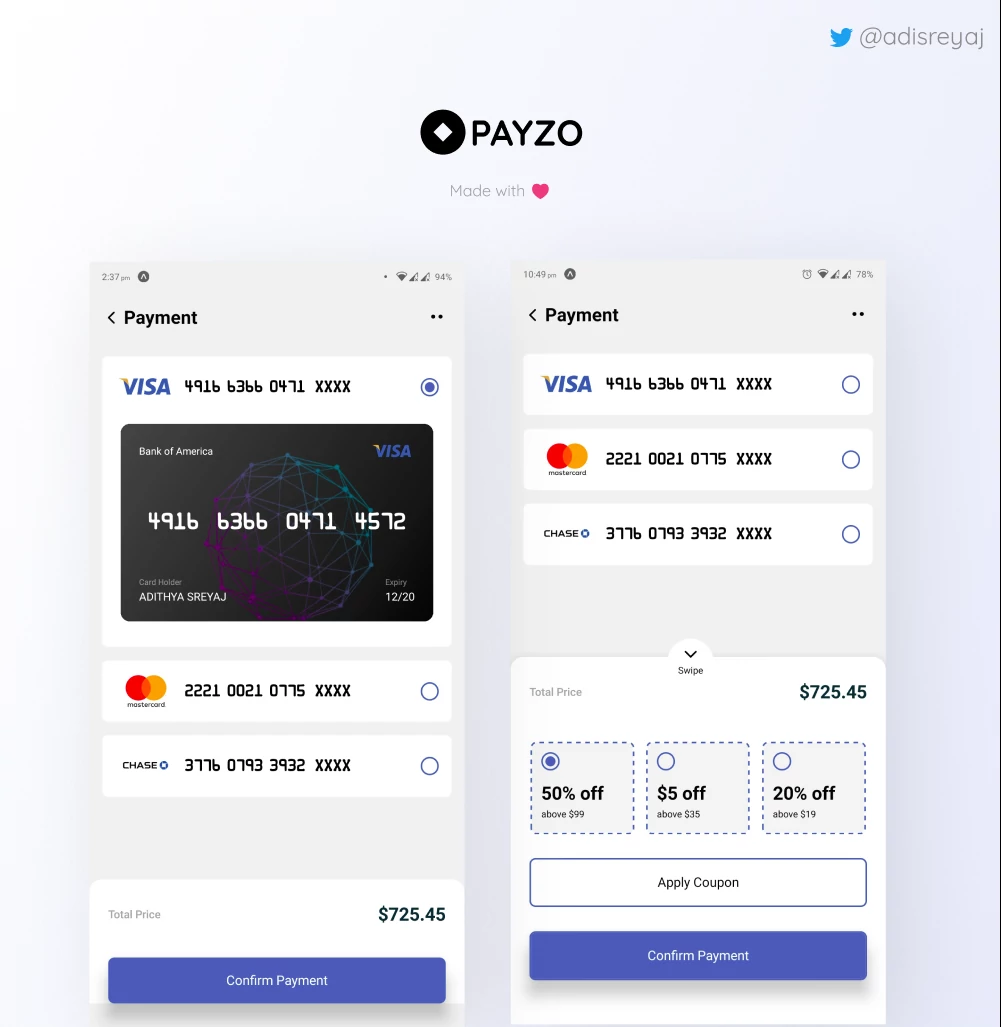 @adisreyaj
PAYZO
Made with
2:37 pm
94%
Payment
VISA 4916 6366 0471 XXXX
Bank of America
VISA
4916 6366 0471 4572
Card Holder
Expiry
ADITHYA SREYAJ
12/20
mastercard 2221 0021 0775 XXXX
CHASE 3776 0793 3932 XXXX
Total Price
$725.45
Confirm Payment
10:49 pm
78%
Payment
VISA 4916 6366 0471 XXXX
mastercard 2221 0021 0775 XXXX
CHASE 3776 0793 3932 XXXX
Swipe
Total Price
$725.45
50% off
above $99
$5 off
above $35
20% off
above $19
Apply Coupon
Confirm Payment